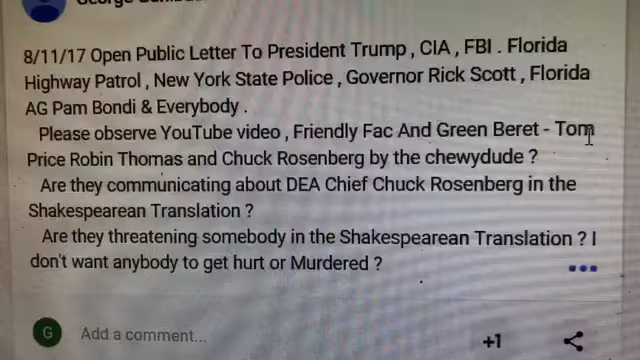 8/11/17 Open Public Letter To President Trump , CIA , FBI . Florida
Highway Patrol , New York State Police , Governor Rick Scott , Florida
AG Pam Bondi & Everybody .
Please observe YouTube video , Friendly Fac And Green Beret - Tom
Price Robin Thomas and Chuck Rosenberg by the chewydude ?
Are they communicating about DEA Chief Chuck Rosenberg in the
Shakespearean Translation ?
Are they threatening somebody in the Shakespearean Translation ? I
don't want anybody to get hurt or Murdered ?
G Add a comment...
+1